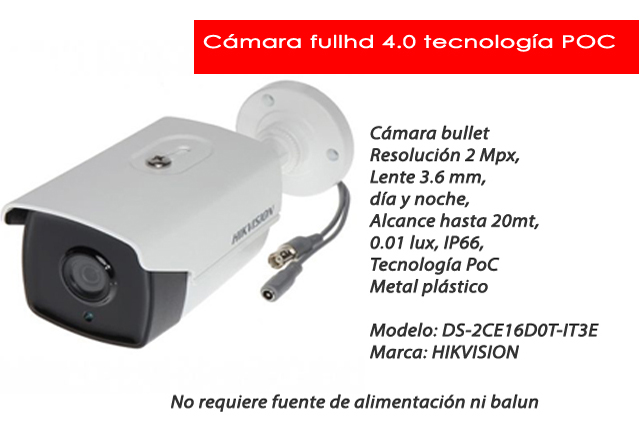 Cámara fullhd 4.0 tecnología POC
Cámara bullet
Resolución 2 Mpx,
Lente 3.6 mm,
día y noche,
Alcance hasta 20mt,
0.01 lux, IP66,
Tecnología PoC
Metal plástico
Modelo: DS-2CE16D0T-IT3E
Marca: HIKVISION
HIKVISION
No requiere fuente de alimentación ni balun